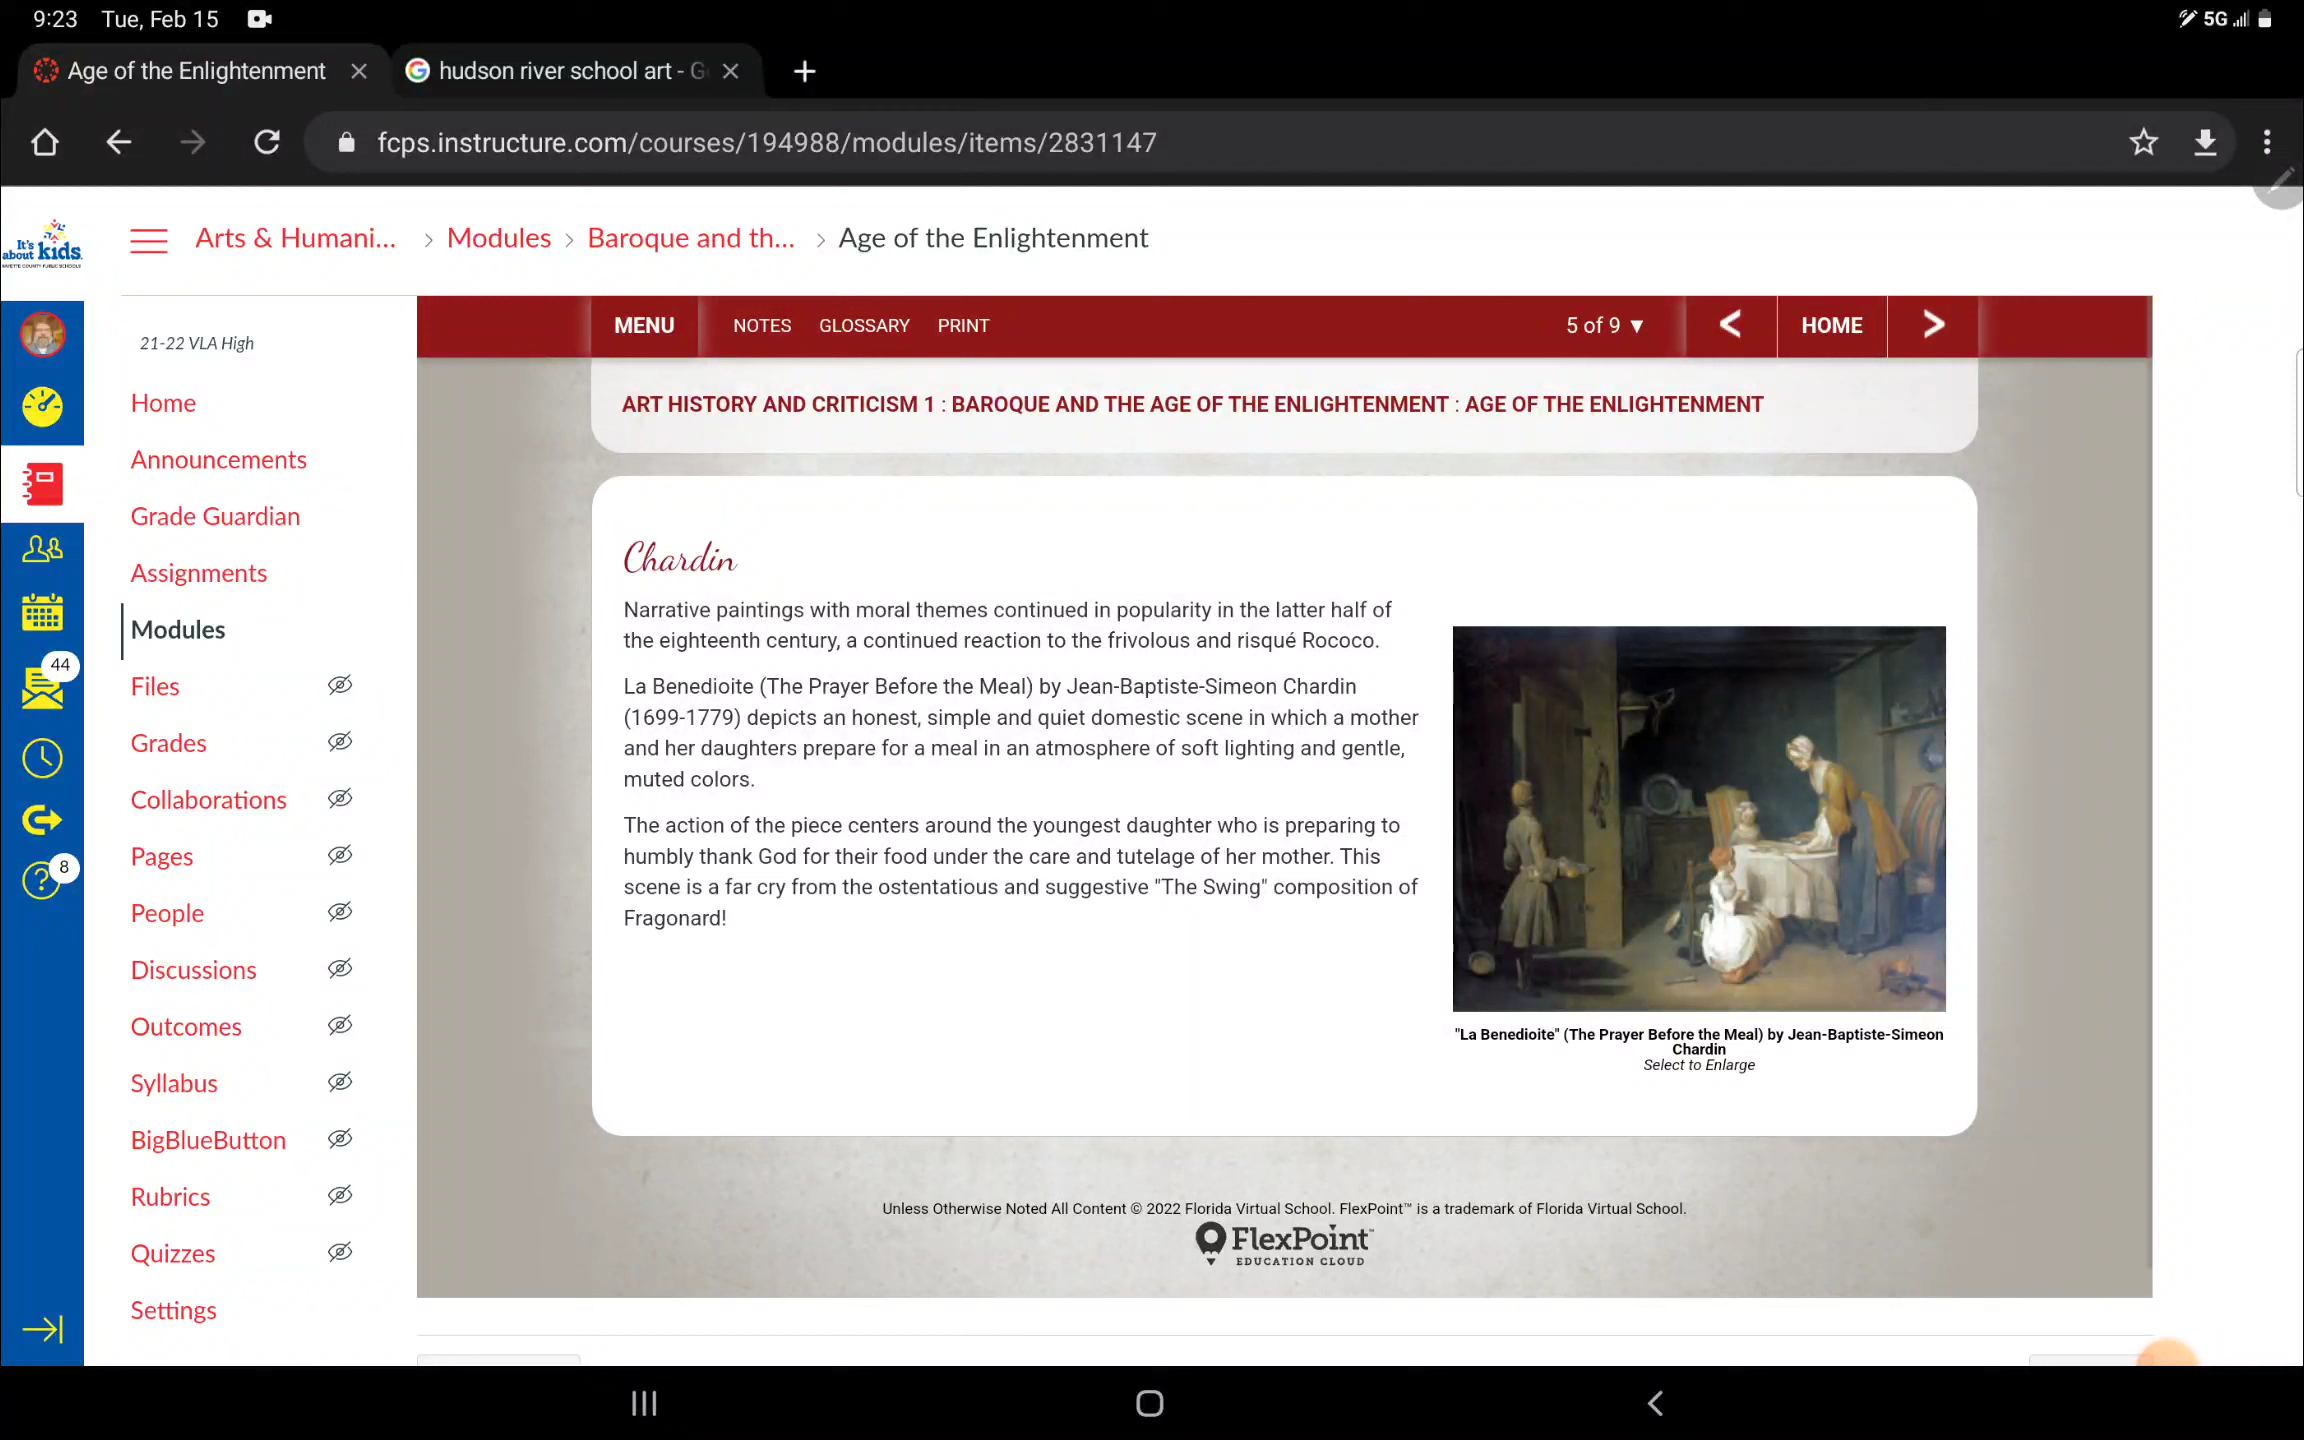 9:23 Tue, Feb 15
5G
Age of the Enlightenment
hudson river school art - G
fcps.instructure.com/courses/194988/modules/items/2831147
It's about kids.
Arts & Humani... > Modules > Baroque and th... > Age of the Enlightenment
21-22 VLA High
Home
Announcements
Grade Guardian
Assignments
Modules
Files
Grades
Collaborations
Pages
People
Discussions
Outcomes
Syllabus
BigBlueButton
Rubrics
Quizzes
Settings
44
8
MENU NOTES GLOSSARY PRINT 5 of 9 ▼ < HOME >
ART HISTORY AND CRITICISM 1 : BAROQUE AND THE AGE OF THE ENLIGHTENMENT : AGE OF THE ENLIGHTENMENT
Chardin
Narrative paintings with moral themes continued in popularity in the latter half of
the eighteenth century, a continued reaction to the frivolous and risqué Rococo.
La Benedioite (The Prayer Before the Meal) by Jean-Baptiste-Simeon Chardin
(1699-1779) depicts an honest, simple and quiet domestic scene in which a mother
and her daughters prepare for a meal in an atmosphere of soft lighting and gentle,
muted colors.
The action of the piece centers around the youngest daughter who is preparing to
humbly thank God for their food under the care and tutelage of her mother. This
scene is a far cry from the ostentatious and suggestive "The Swing" composition of
Fragonard!
"La Benedioite" (The Prayer Before the Meal) by Jean-Baptiste-Simeon
Chardin
Select to Enlarge
Unless Otherwise Noted All Content © 2022 Florida Virtual School. FlexPoint™ is a trademark of Florida Virtual School.
FlexPoint™
EDUCATION CLOUD